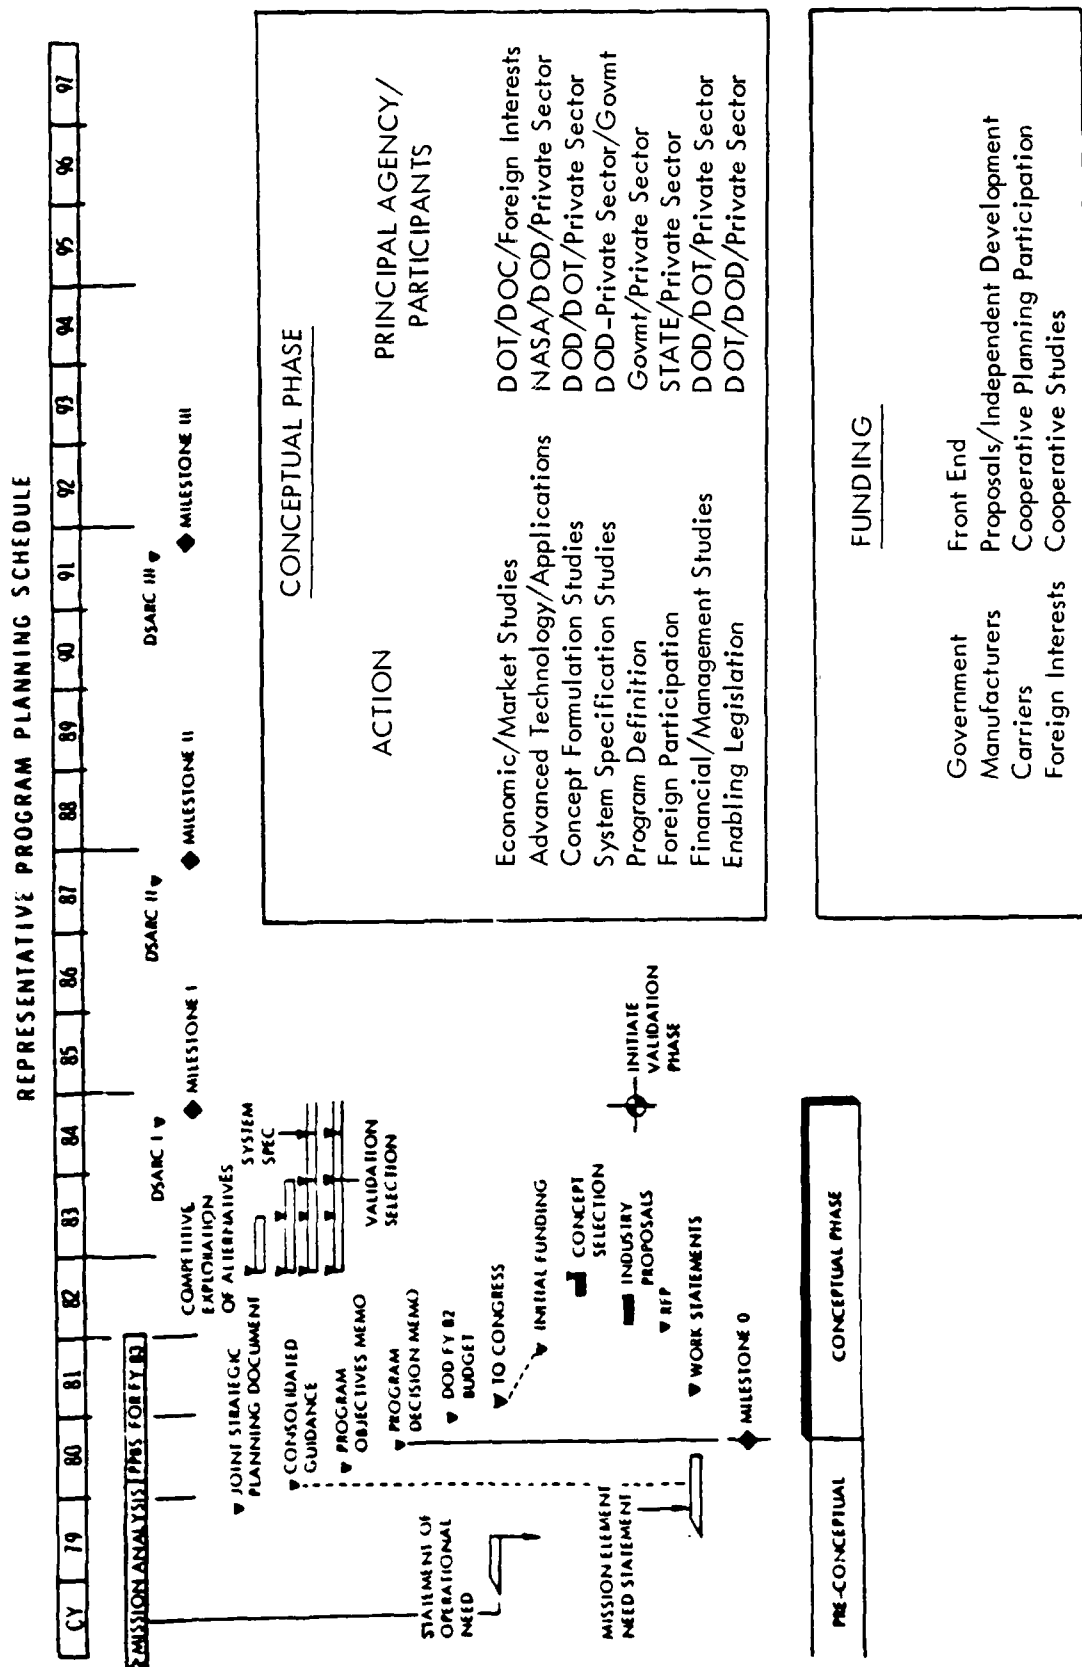 REPRESENTATIVE PROGRAM PLANNING SCHEDULE
CY 79 80 81 82 83 84 85 86 87 88 89 90 91 92 93 94 95 96 97
MISSION ANALYSIS PPBS FOR FY 83
DSARC I
DSARC II
DSARC III
MILESTONE I
MILESTONE II
MILESTONE III
COMPETITIVE
EXPLORATION
OF ALTERNATIVES
JOINT STRATEGIC
PLANNING DOCUMENT
SYSTEM
SPEC
CONSOLIDATED
GUIDANCE
PROGRAM
OBJECTIVES MEMO
VALIDATION
SELECTION
PROGRAM
DECISION MEMO
STATEMENT OF
OPERATIONAL
NEED
DOD FY 82
BUDGET
TO CONGRESS
INITIAL FUNDING
CONCEPT
SELECTION
INDUSTRY
PROPOSALS
RFP
INITIATE
VALIDATION
PHASE
MISSION ELEMENT
NEED STATEMENT
WORK STATEMENTS
MILESTONE 0
PRE-CONCEPTUAL
CONCEPTUAL PHASE
CONCEPTUAL PHASE
ACTION
PRINCIPAL AGENCY/
PARTICIPANTS
Economic/Market Studies DOT/DOC/Foreign Interests
Advanced Technology/Applications NASA/DOD/Private Sector
Concept Formulation Studies DOD/DOT/Private Sector
System Specification Studies DOD-Private Sector/Govmt
Program Definition Govmt/Private Sector
Foreign Participation STATE/Private Sector
Financial/Management Studies DOD/DOT/Private Sector
Enabling Legislation DOT/DOD/Private Sector
FUNDING
Government Front End
Manufacturers Proposals/Independent Development
Carriers Cooperative Planning Participation
Foreign Interests Cooperative Studies